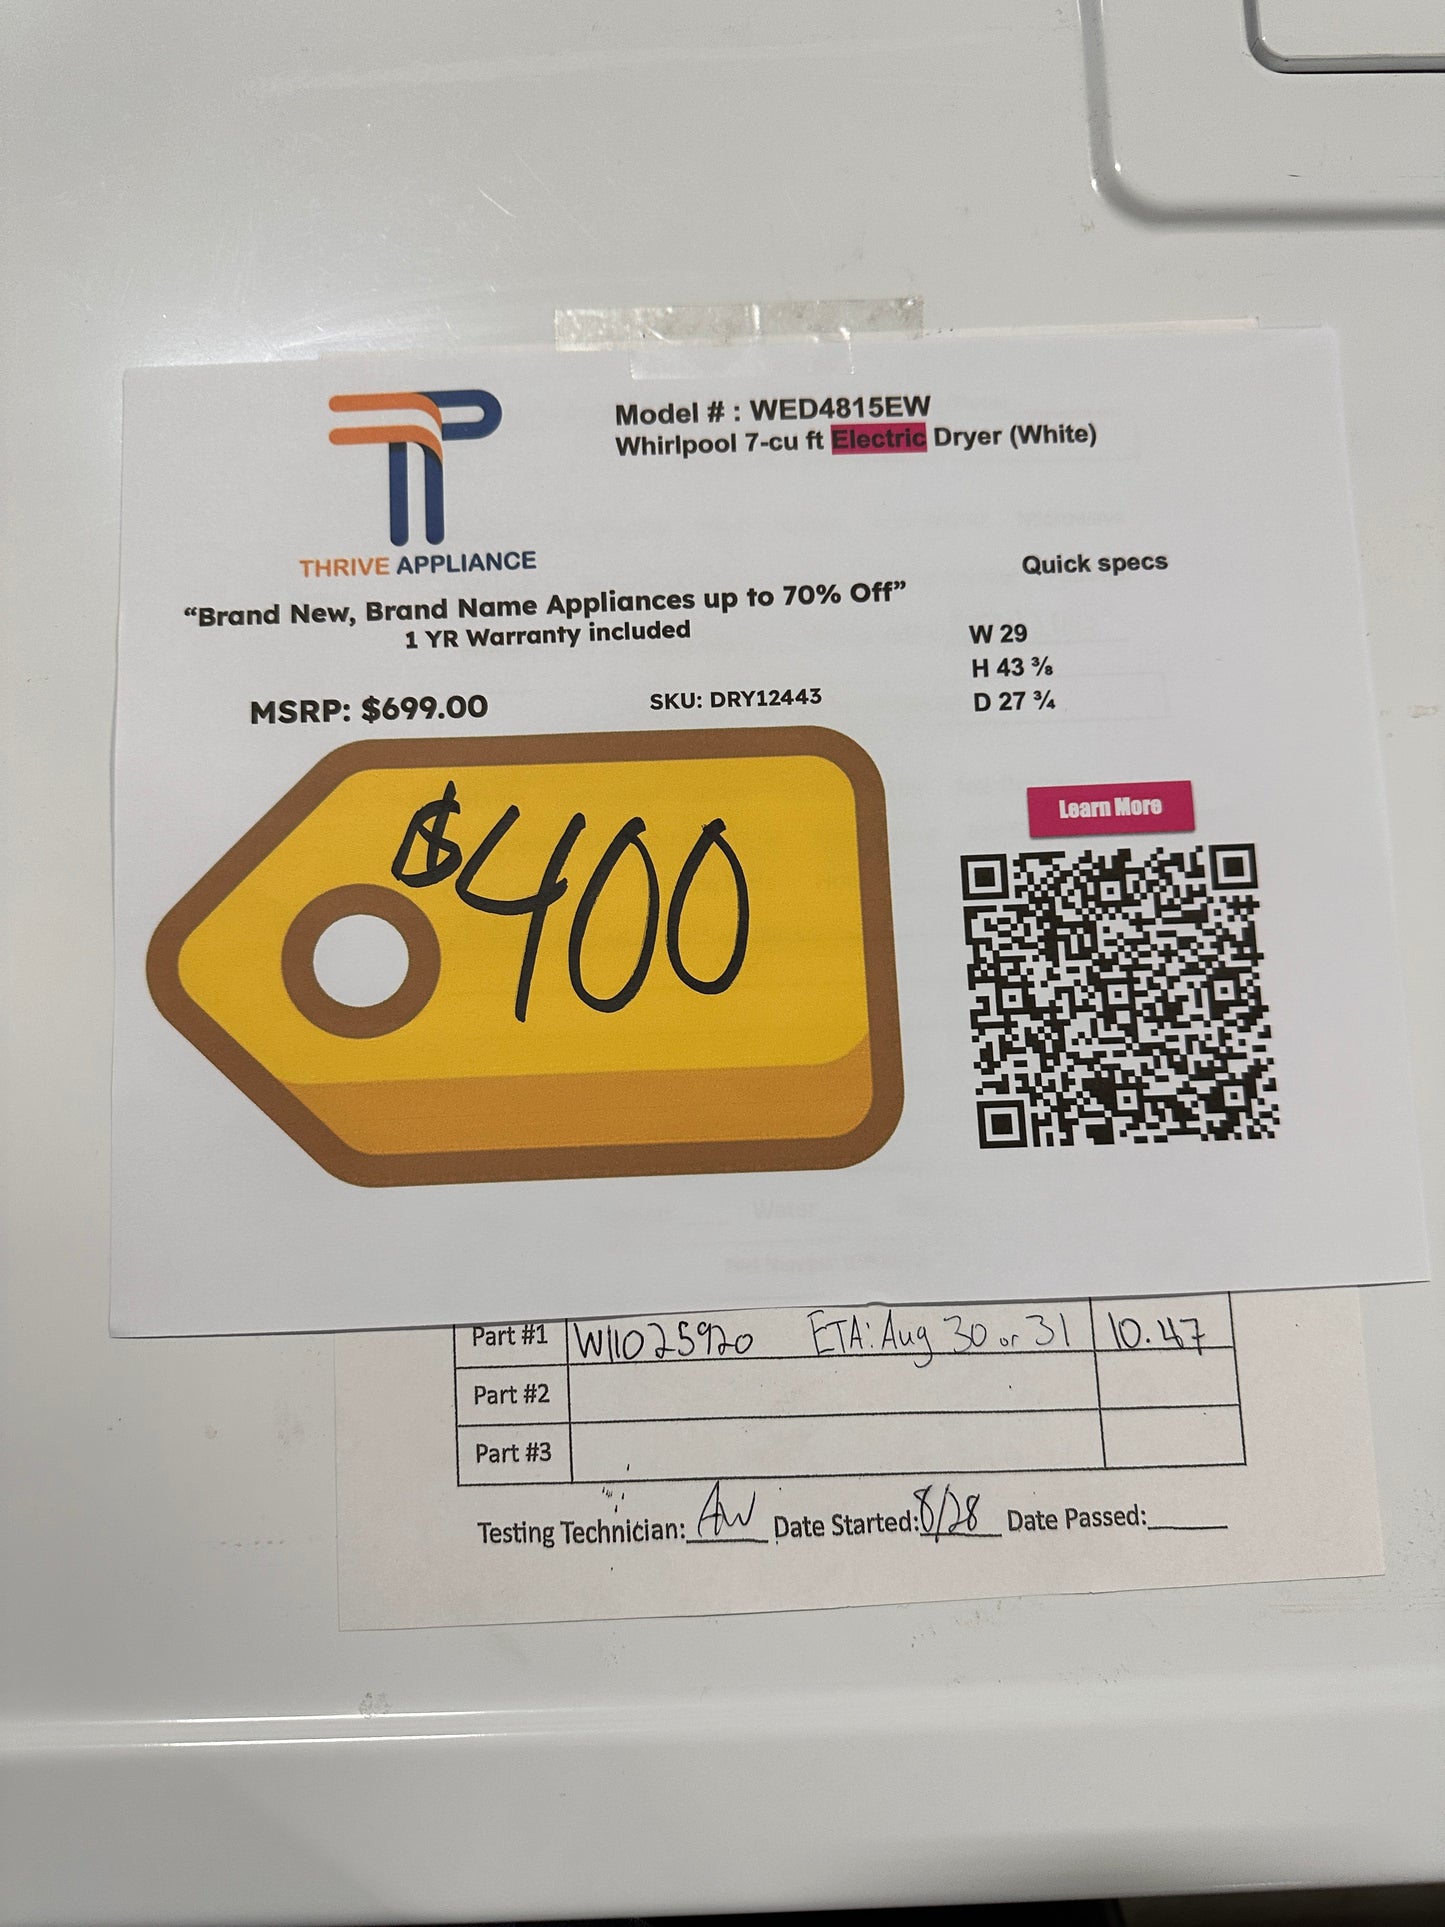 THRIVE APPLIANCE
Model # : WED4815EW
Whirlpool 7-cu ft Electric Dryer (White)
“Brand New, Brand Name Appliances up to 70% Off”
1 YR Warranty included
MSRP: $699.00
SKU: DRY12443
Quick specs
W 29
H 43 ⅜
D 27 ¾
$400
Learn More
Part #1 W11025920 ETA: Aug 30 or 31 10.47
Part #2
Part #3
Testing Technician: AW Date Started: 8/28 Date Passed: